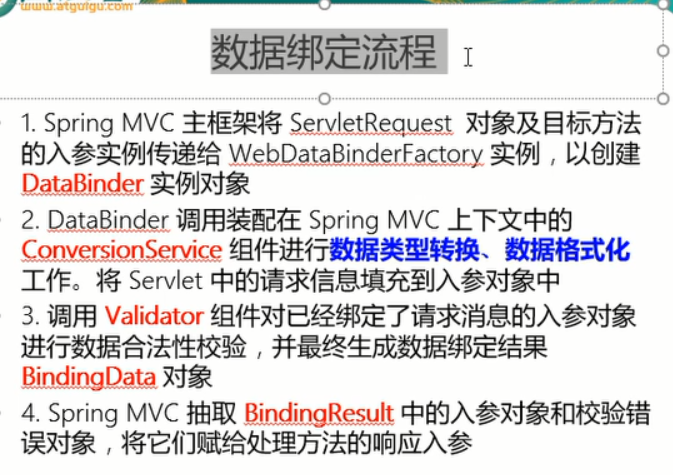 www.atguigu.com
数据绑定流程
1. Spring MVC 主框架将 ServletRequest 对象及目标方法
的入参实例传递给 WebDataBinderFactory 实例，以创建
DataBinder 实例对象
2. DataBinder 调用装配在 Spring MVC 上下文中的
ConversionService 组件进行数据类型转换、数据格式化
工作。将 Servlet 中的请求信息填充到入参对象中
3. 调用 Validator 组件对已经绑定了请求消息的入参对象
进行数据合法性校验，并最终生成数据绑定结果
BindingData 对象
4. Spring MVC 抽取 BindingResult 中的入参对象和校验错
误对象，将它们赋给处理方法的响应入参